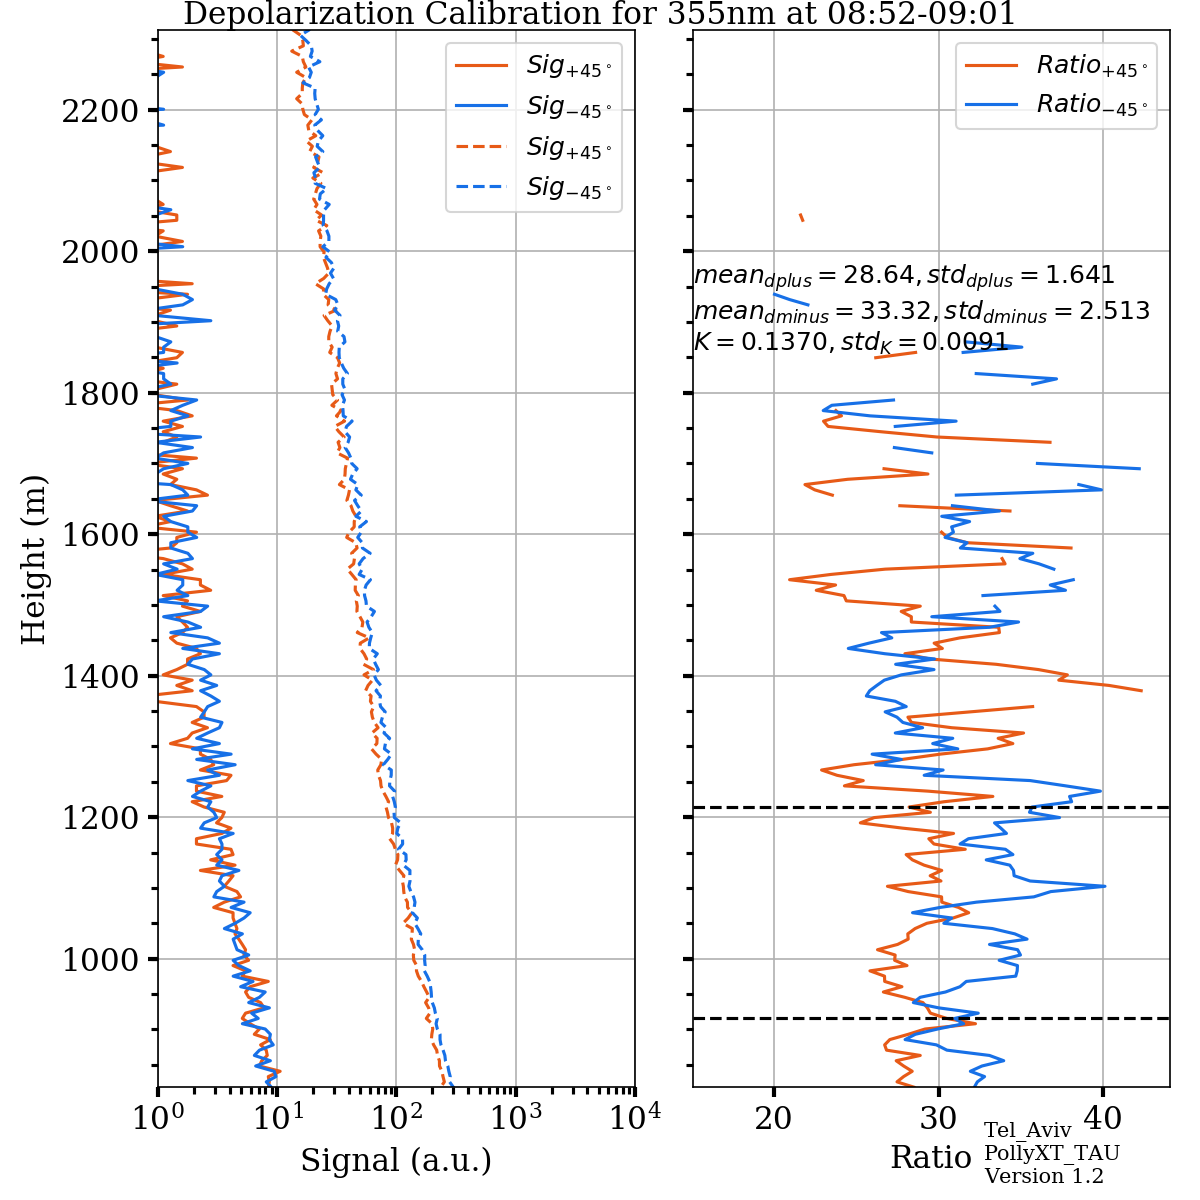 Depolarization Calibration for 355nm at 08:52-09:01
Sig+45°
Sig−45°
Sig+45°
Sig−45°
Ratio+45°
Ratio−45°
mean_dplus = 28.64, std_dplus = 1.641
mean_dminus = 33.32, std_dminus = 2.513
K = 0.1370, std_K = 0.0091
2200
2000
1800
1600
1400
1200
1000
Height (m)
10⁰ 10¹ 10² 10³ 10⁴
Signal (a.u.)
20 30 40
Ratio
Tel_Aviv
PollyXT_TAU
Version 1.2